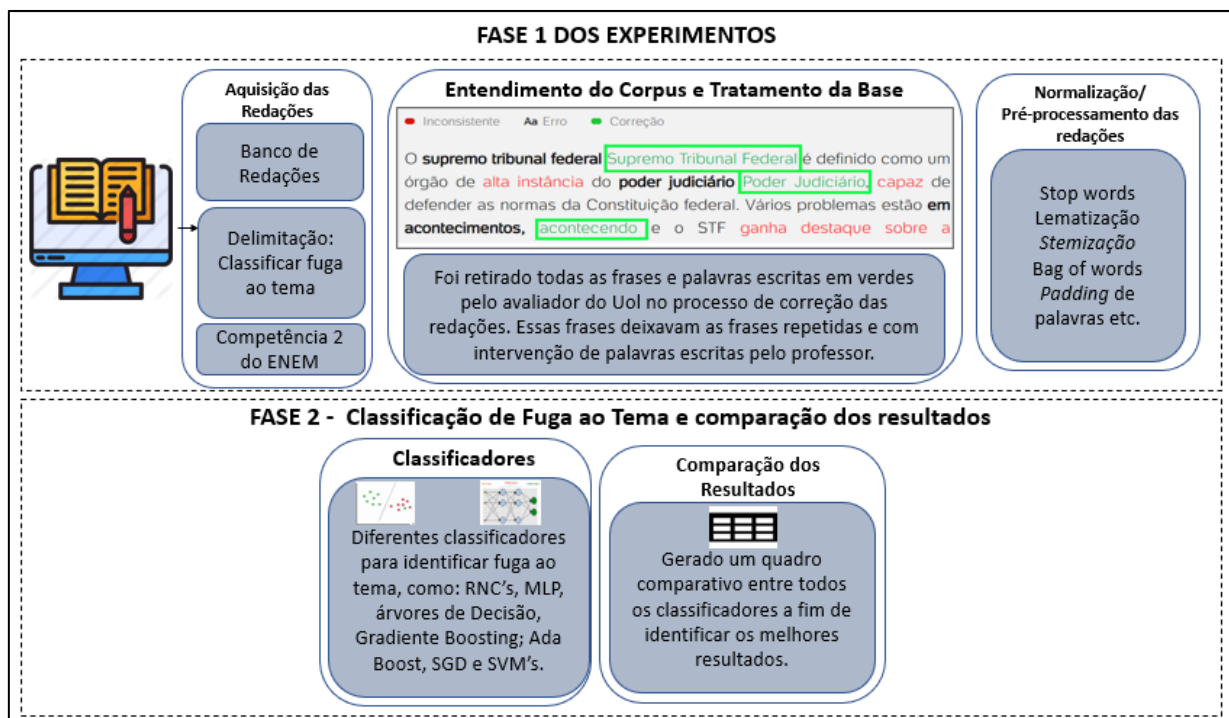 FASE 1 DOS EXPERIMENTOS
Aquisição das
Redações
Banco de
Redações
Delimitação:
Classificar fuga
ao tema
Competência 2
do ENEM
Entendimento do Corpus e Tratamento da Base
Inconsistente Aa Erro Correção
O supremo tribunal federal Supremo Tribunal Federal é definido como um
órgão de alta instância do poder judiciário Poder Judiciário, capaz de
defender as normas da Constituição federal. Vários problemas estão em
acontecimentos, acontecendo e o STF ganha destaque sobre a
Foi retirado todas as frases e palavras escritas em verdes
pelo avaliador do Uol no processo de correção das
redações. Essas frases deixavam as frases repetidas e com
intervenção de palavras escritas pelo professor.
Normalização/
Pré-processamento das
redações
Stop words
Lematização
Stemização
Bag of words
Padding de
palavras etc.
FASE 2 - Classificação de Fuga ao Tema e comparação dos resultados
Classificadores
Diferentes classificadores
para identificar fuga ao
tema, como: RNC's, MLP,
árvores de Decisão,
Gradiente Boosting; Ada
Boost, SGD e SVM's.
Comparação dos
Resultados
Gerado um quadro
comparativo entre todos
os classificadores a fim de
identificar os melhores
resultados.